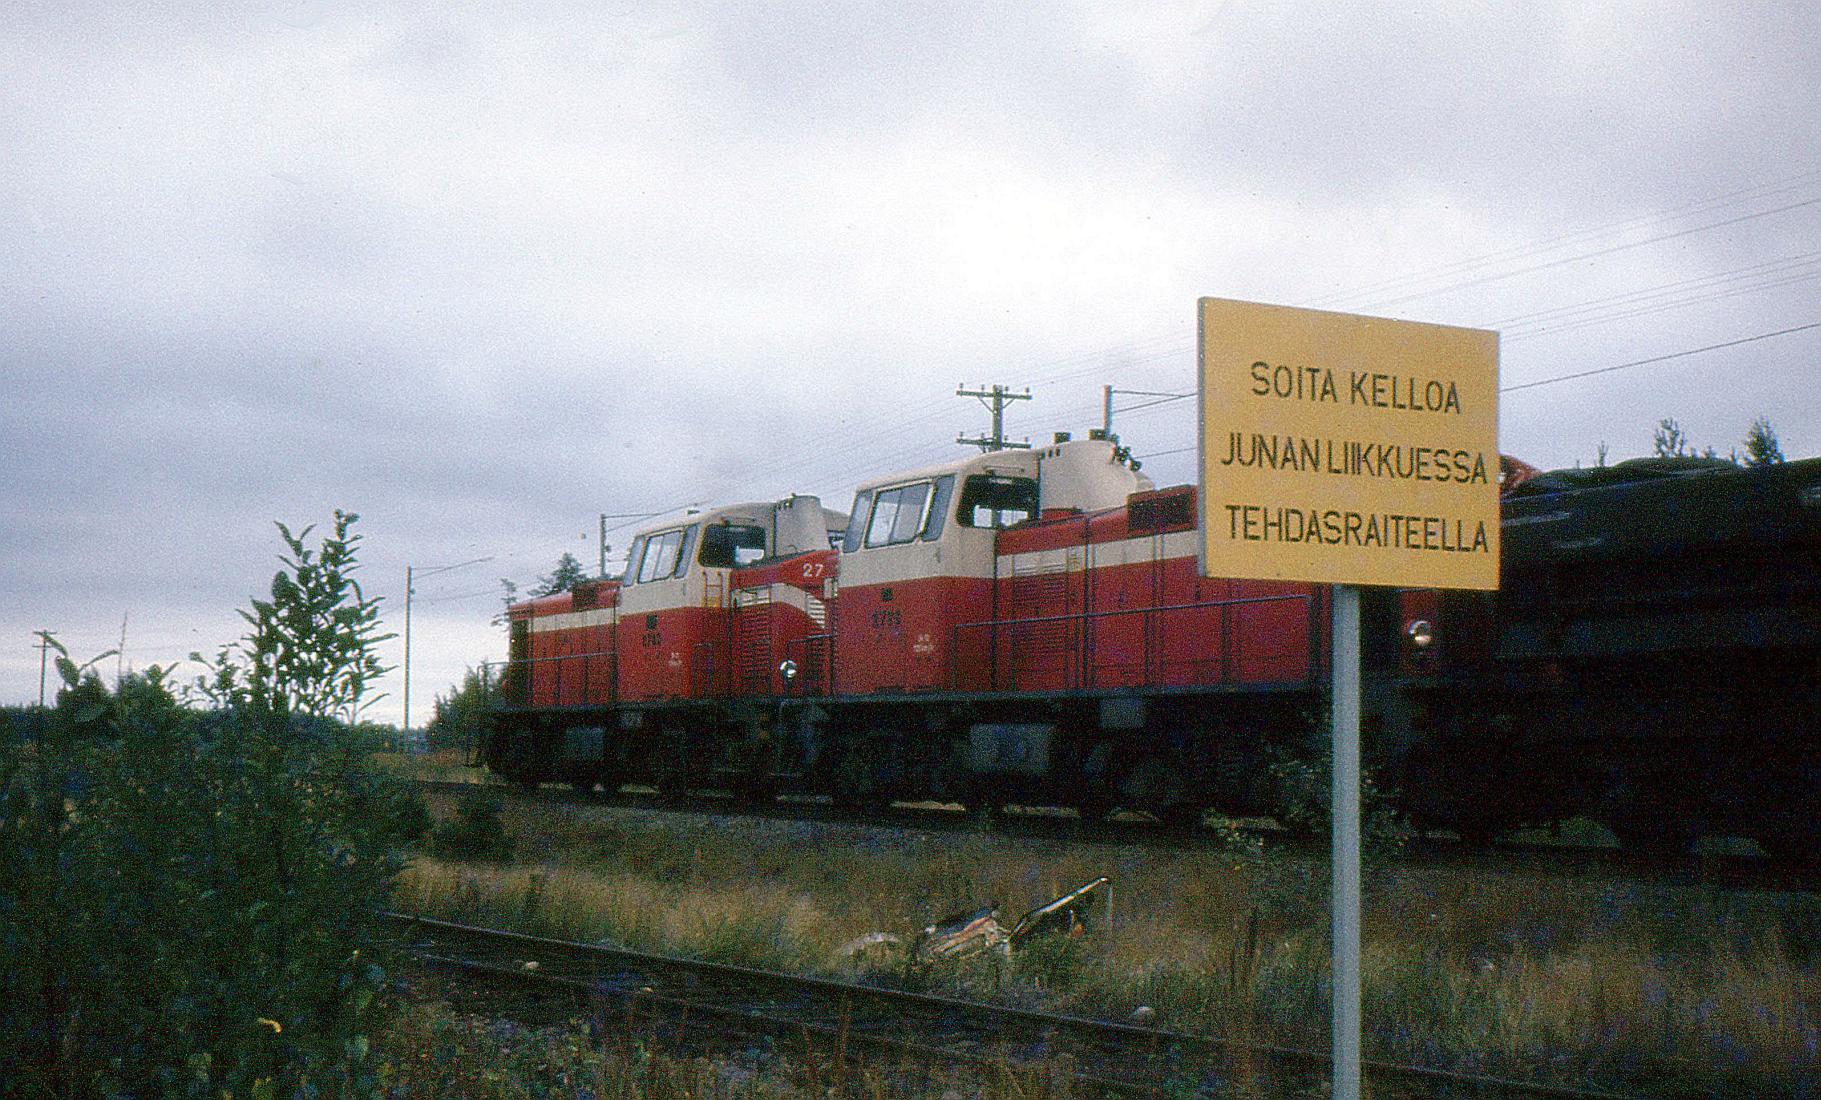 SOITA KELLOA
JUNAN LIIKKUESSA
TEHDASRAITEELLA
27